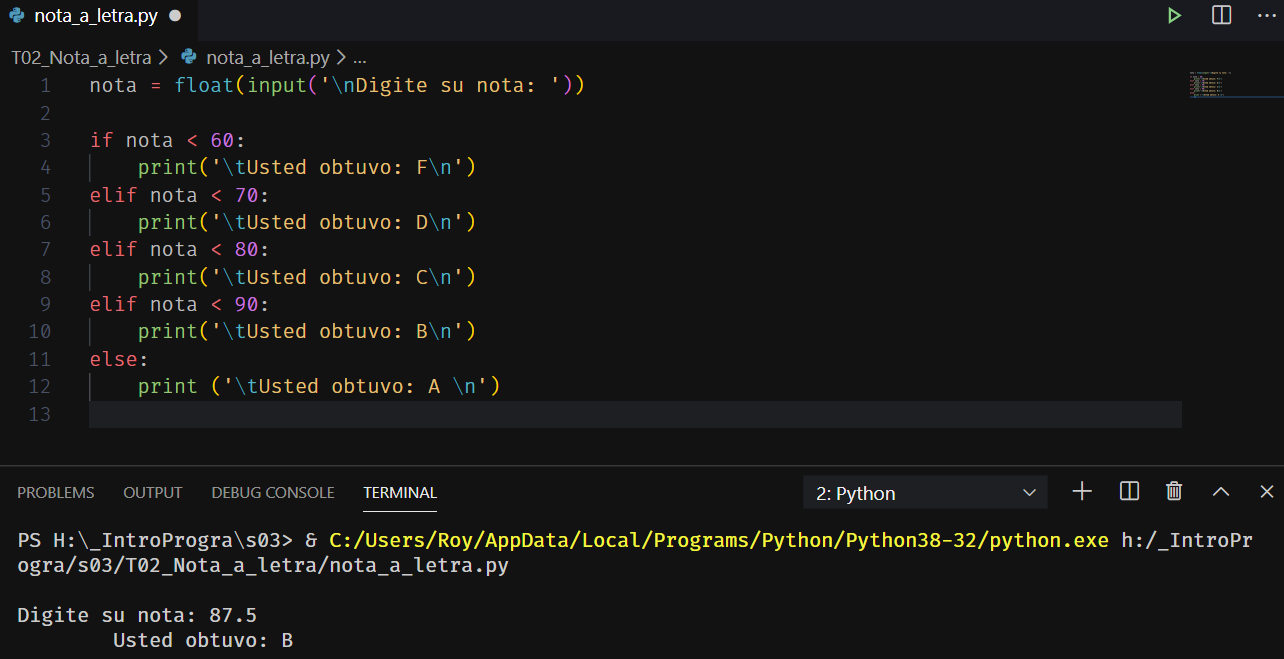 nota_a_letra.py
T02_Nota_a_letra > nota_a_letra.py > ...
1 nota = float(input('\nDigite su nota: '))
2
3 if nota < 60:
4     print('\tUsted obtuvo: F\n')
5 elif nota < 70:
6     print('\tUsted obtuvo: D\n')
7 elif nota < 80:
8     print('\tUsted obtuvo: C\n')
9 elif nota < 90:
10     print('\tUsted obtuvo: B\n')
11 else:
12     print ('\tUsted obtuvo: A \n')
13
PROBLEMS OUTPUT DEBUG CONSOLE TERMINAL 2: Python
PS H:\_IntroProgra\s03> & C:/Users/Roy/AppData/Local/Programs/Python/Python38-32/python.exe h:/_IntroPr
ogra/s03/T02_Nota_a_letra/nota_a_letra.py
Digite su nota: 87.5
        Usted obtuvo: B